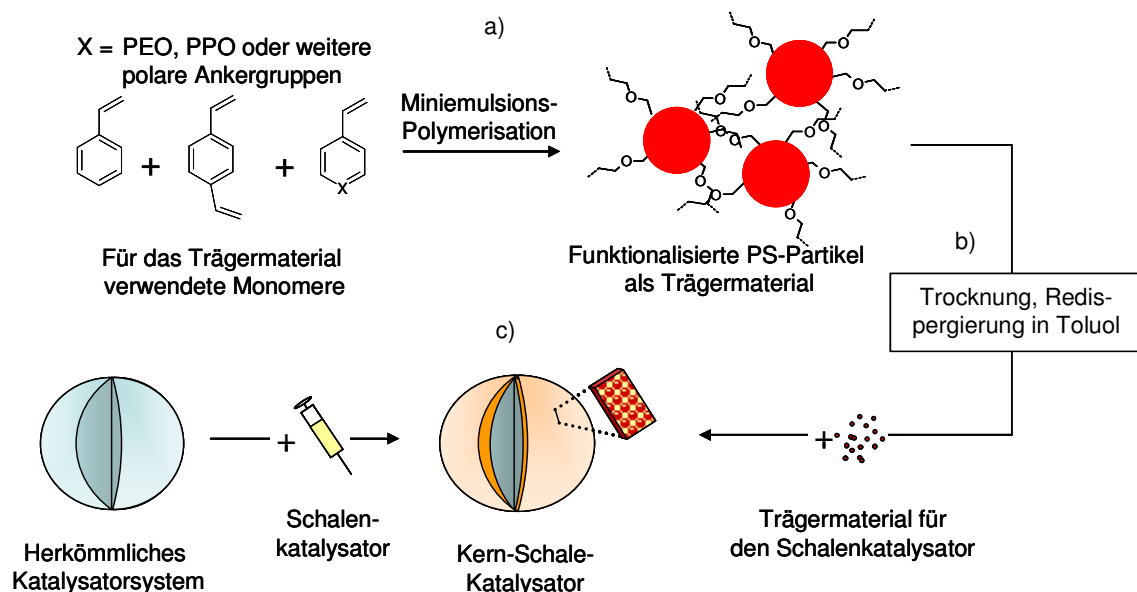 a)
X = PEO, PPO oder weitere
polare Ankergruppen
Miniemulsions-
Polymerisation
+
+
X
O
O
O
O
O
O
O
O
O
O
O
O
O
O
Für das Trägermaterial
verwendete Monomere
Funktionalisierte PS-Partikel
als Trägermaterial
b)
Trocknung, Redis-
pergierung in Toluol
c)
+
+
Herkömmliches
Katalysatorsystem
Schalen-
katalysator
Kern-Schale-
Katalysator
Trägermaterial für
den Schalenkatalysator